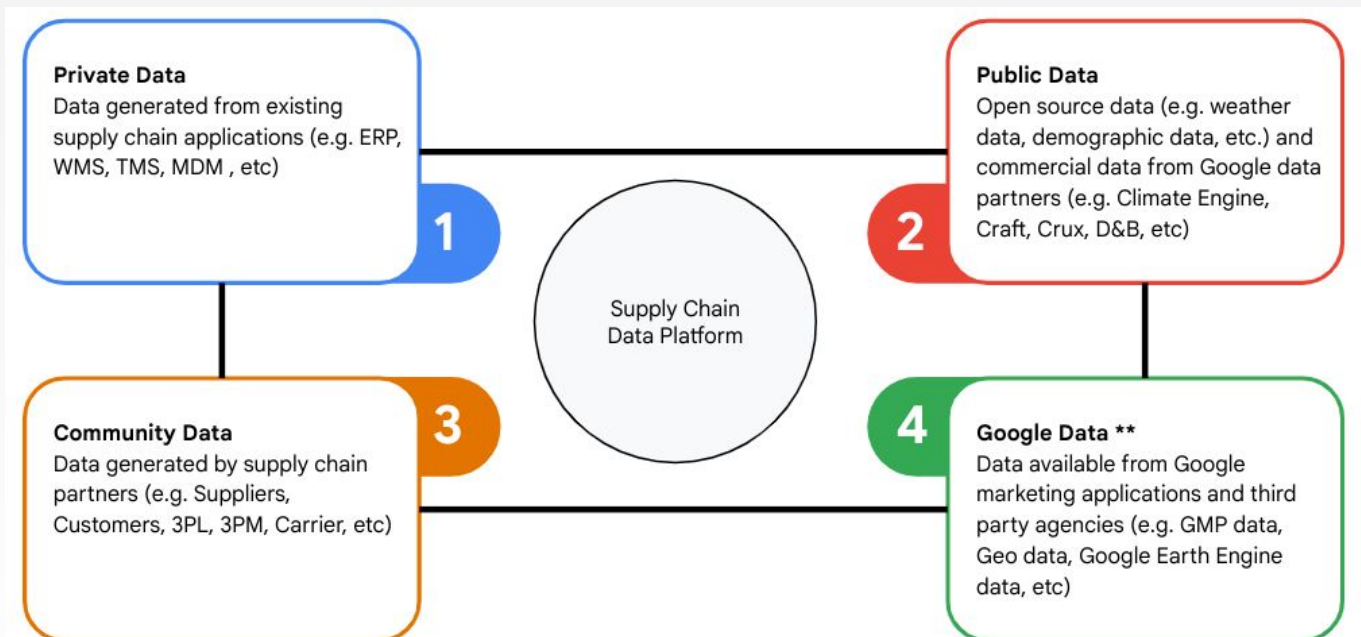 Private Data
Data generated from existing
supply chain applications (e.g. ERP,
WMS, TMS, MDM , etc)
1
Public Data
Open source data (e.g. weather
data, demographic data, etc.) and
commercial data from Google data
partners (e.g. Climate Engine,
Craft, Crux, D&B, etc)
2
Supply Chain
Data Platform
Community Data
Data generated by supply chain
partners (e.g. Suppliers,
Customers, 3PL, 3PM, Carrier, etc)
3
Google Data **
Data available from Google
marketing applications and third
party agencies (e.g. GMP data,
Geo data, Google Earth Engine
data, etc)
4